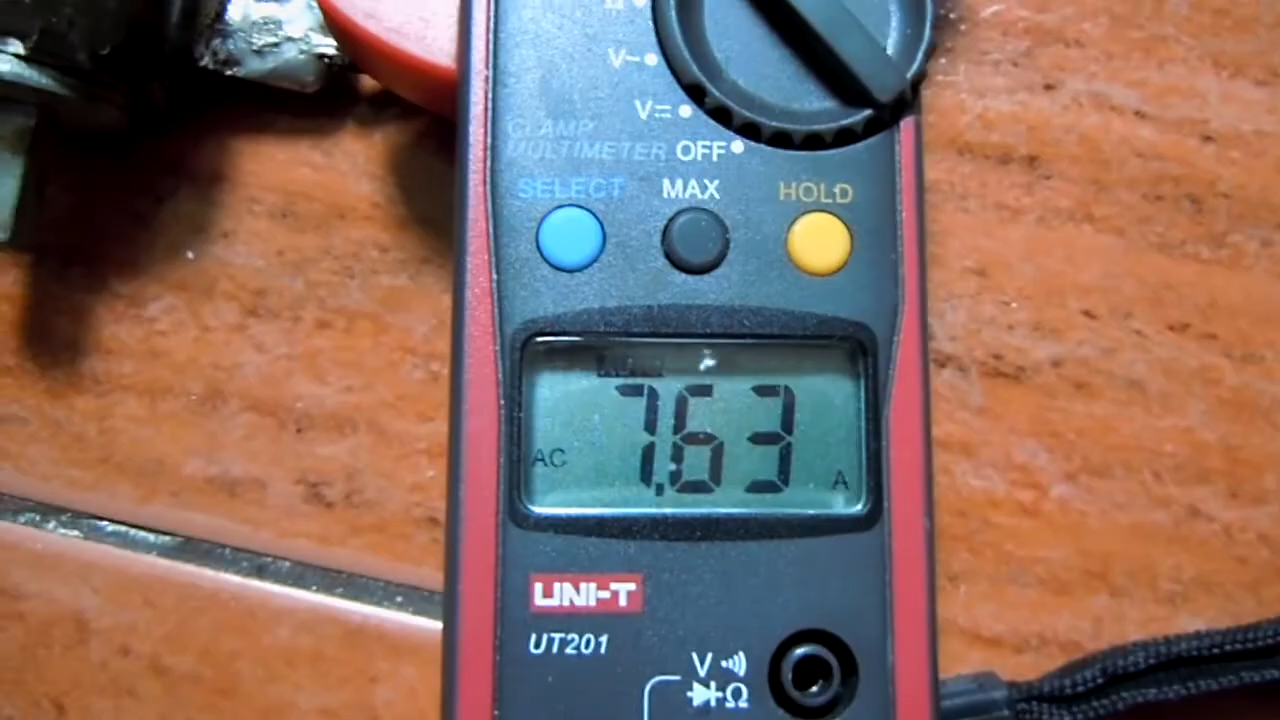 Ω
V~
V=
CLAMP
MULTIMETER OFF
SELECT MAX HOLD
7.63
AC A
UNI-T
UT201
V
Ω